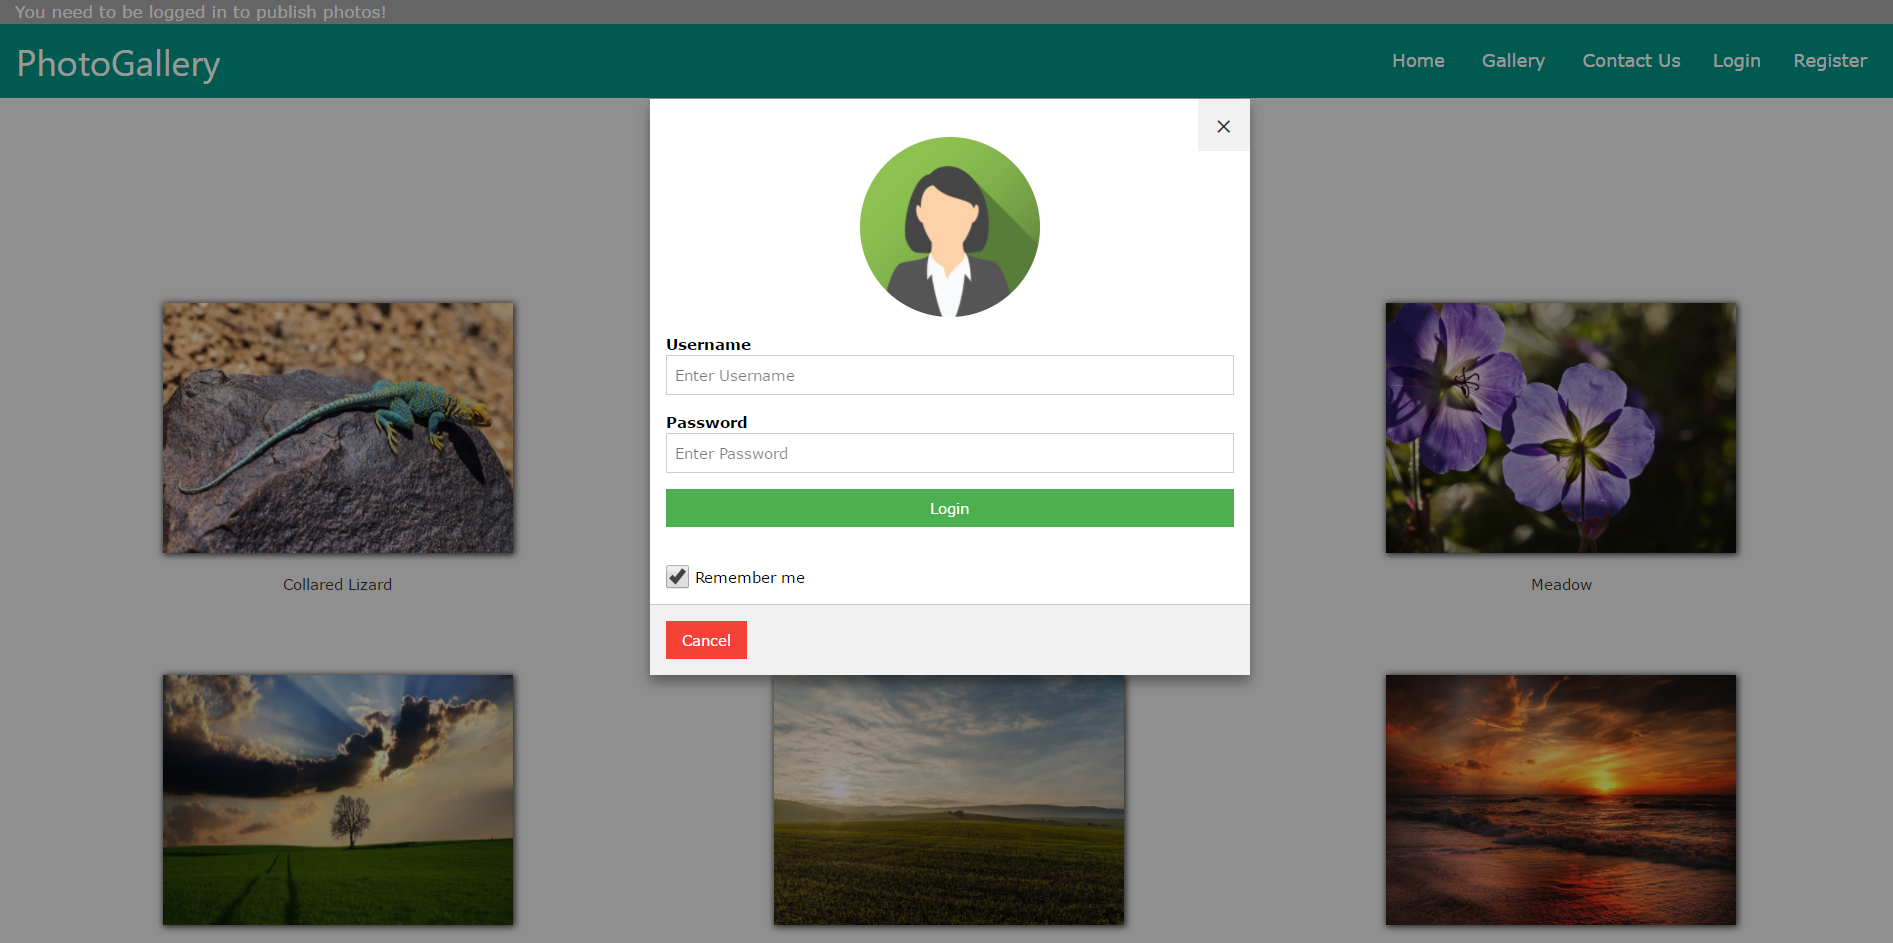 You need to be logged in to publish photos!
PhotoGallery
Home
Gallery
Contact Us
Login
Register
×
Username
Enter Username
Password
Enter Password
Login
Remember me
Cancel
Collared Lizard
Meadow